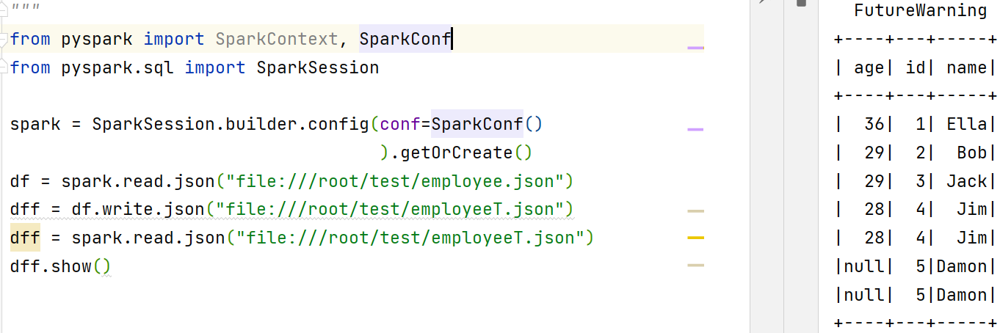 """
from pyspark import SparkContext, SparkConf
from pyspark.sql import SparkSession
spark = SparkSession.builder.config(conf=SparkConf()
).getOrCreate()
df = spark.read.json("file:///root/test/employee.json")
dff = df.write.json("file:///root/test/employeeT.json")
dff = spark.read.json("file:///root/test/employeeT.json")
dff.show()
FutureWarning
+----+---+-----+
| age| id| name|
+----+---+-----+
|  36|  1| Ella|
|  29|  2|  Bob|
|  29|  3| Jack|
|  28|  4|  Jim|
|  28|  4|  Jim|
|null|  5|Damon|
|null|  5|Damon|
+----+---+-----+